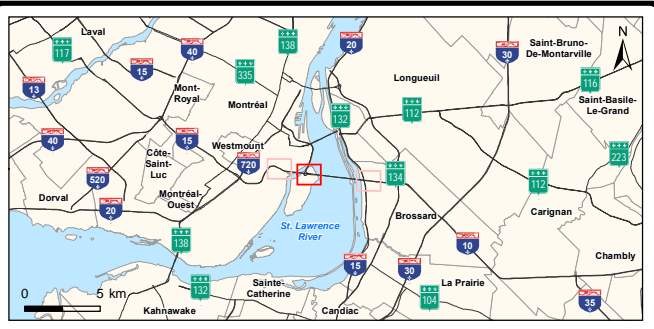 Laval
117
13
15
40
138
335
20
Longueuil
30
Saint-Bruno-
De-Montarville
N
116
Saint-Basile-
Le-Grand
Mont-
Royal
Montréal
132
112
40
15
Westmount
720
Côte-
Saint-
Luc
223
520
Dorval
20
Montréal-
Ouest
134
112
Brossard
Carignan
St. Lawrence
River
138
10
Chambly
0 5 km
15
30
La Prairie
132
Sainte-
Catherine
104
35
Kahnawake
Candiac